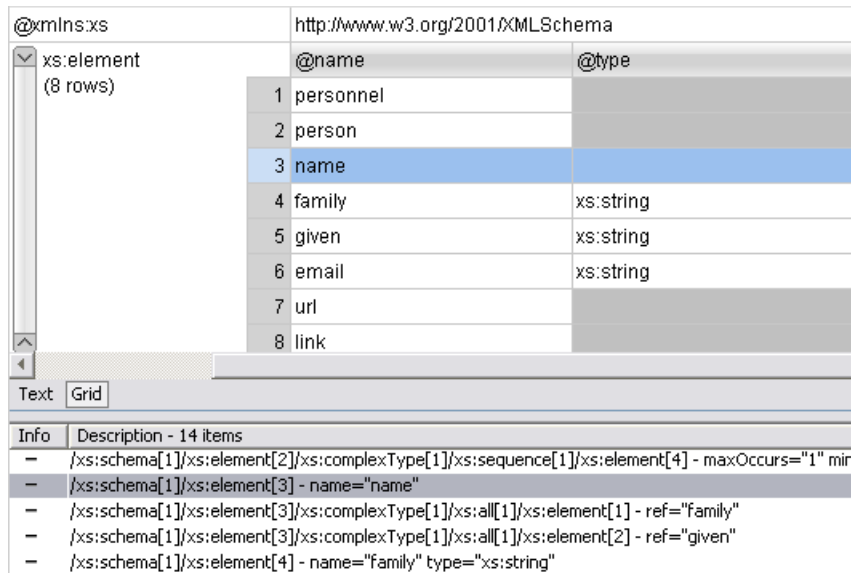 @xmlns:xs http://www.w3.org/2001/XMLSchema
xs:element @name @type
(8 rows)
1 personnel
2 person
3 name
4 family xs:string
5 given xs:string
6 email xs:string
7 url
8 link
Text Grid
Info Description - 14 items
/xs:schema[1]/xs:element[2]/xs:complexType[1]/xs:sequence[1]/xs:element[4] - maxOccurs="1" min
/xs:schema[1]/xs:element[3] - name="name"
/xs:schema[1]/xs:element[3]/xs:complexType[1]/xs:all[1]/xs:element[1] - ref="family"
/xs:schema[1]/xs:element[3]/xs:complexType[1]/xs:all[1]/xs:element[2] - ref="given"
/xs:schema[1]/xs:element[4] - name="family" type="xs:string"